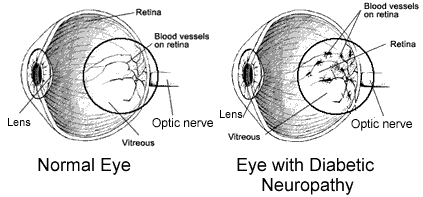 Retina
Blood vessels
on retina
Lens
Optic nerve
Vitreous
Normal Eye
Blood vessels
on retina
Retina
Lens
Optic nerve
Vitreous
Eye with Diabetic
Neuropathy